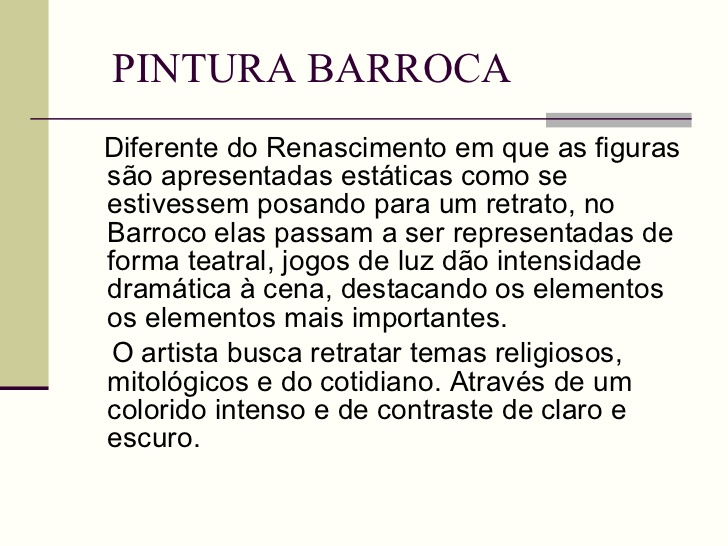 PINTURA BARROCA
Diferente do Renascimento em que as figuras
são apresentadas estáticas como se
estivessem posando para um retrato, no
Barroco elas passam a ser representadas de
forma teatral, jogos de luz dão intensidade
dramática à cena, destacando os elementos
os elementos mais importantes.
O artista busca retratar temas religiosos,
mitológicos e do cotidiano. Através de um
colorido intenso e de contraste de claro e
escuro.